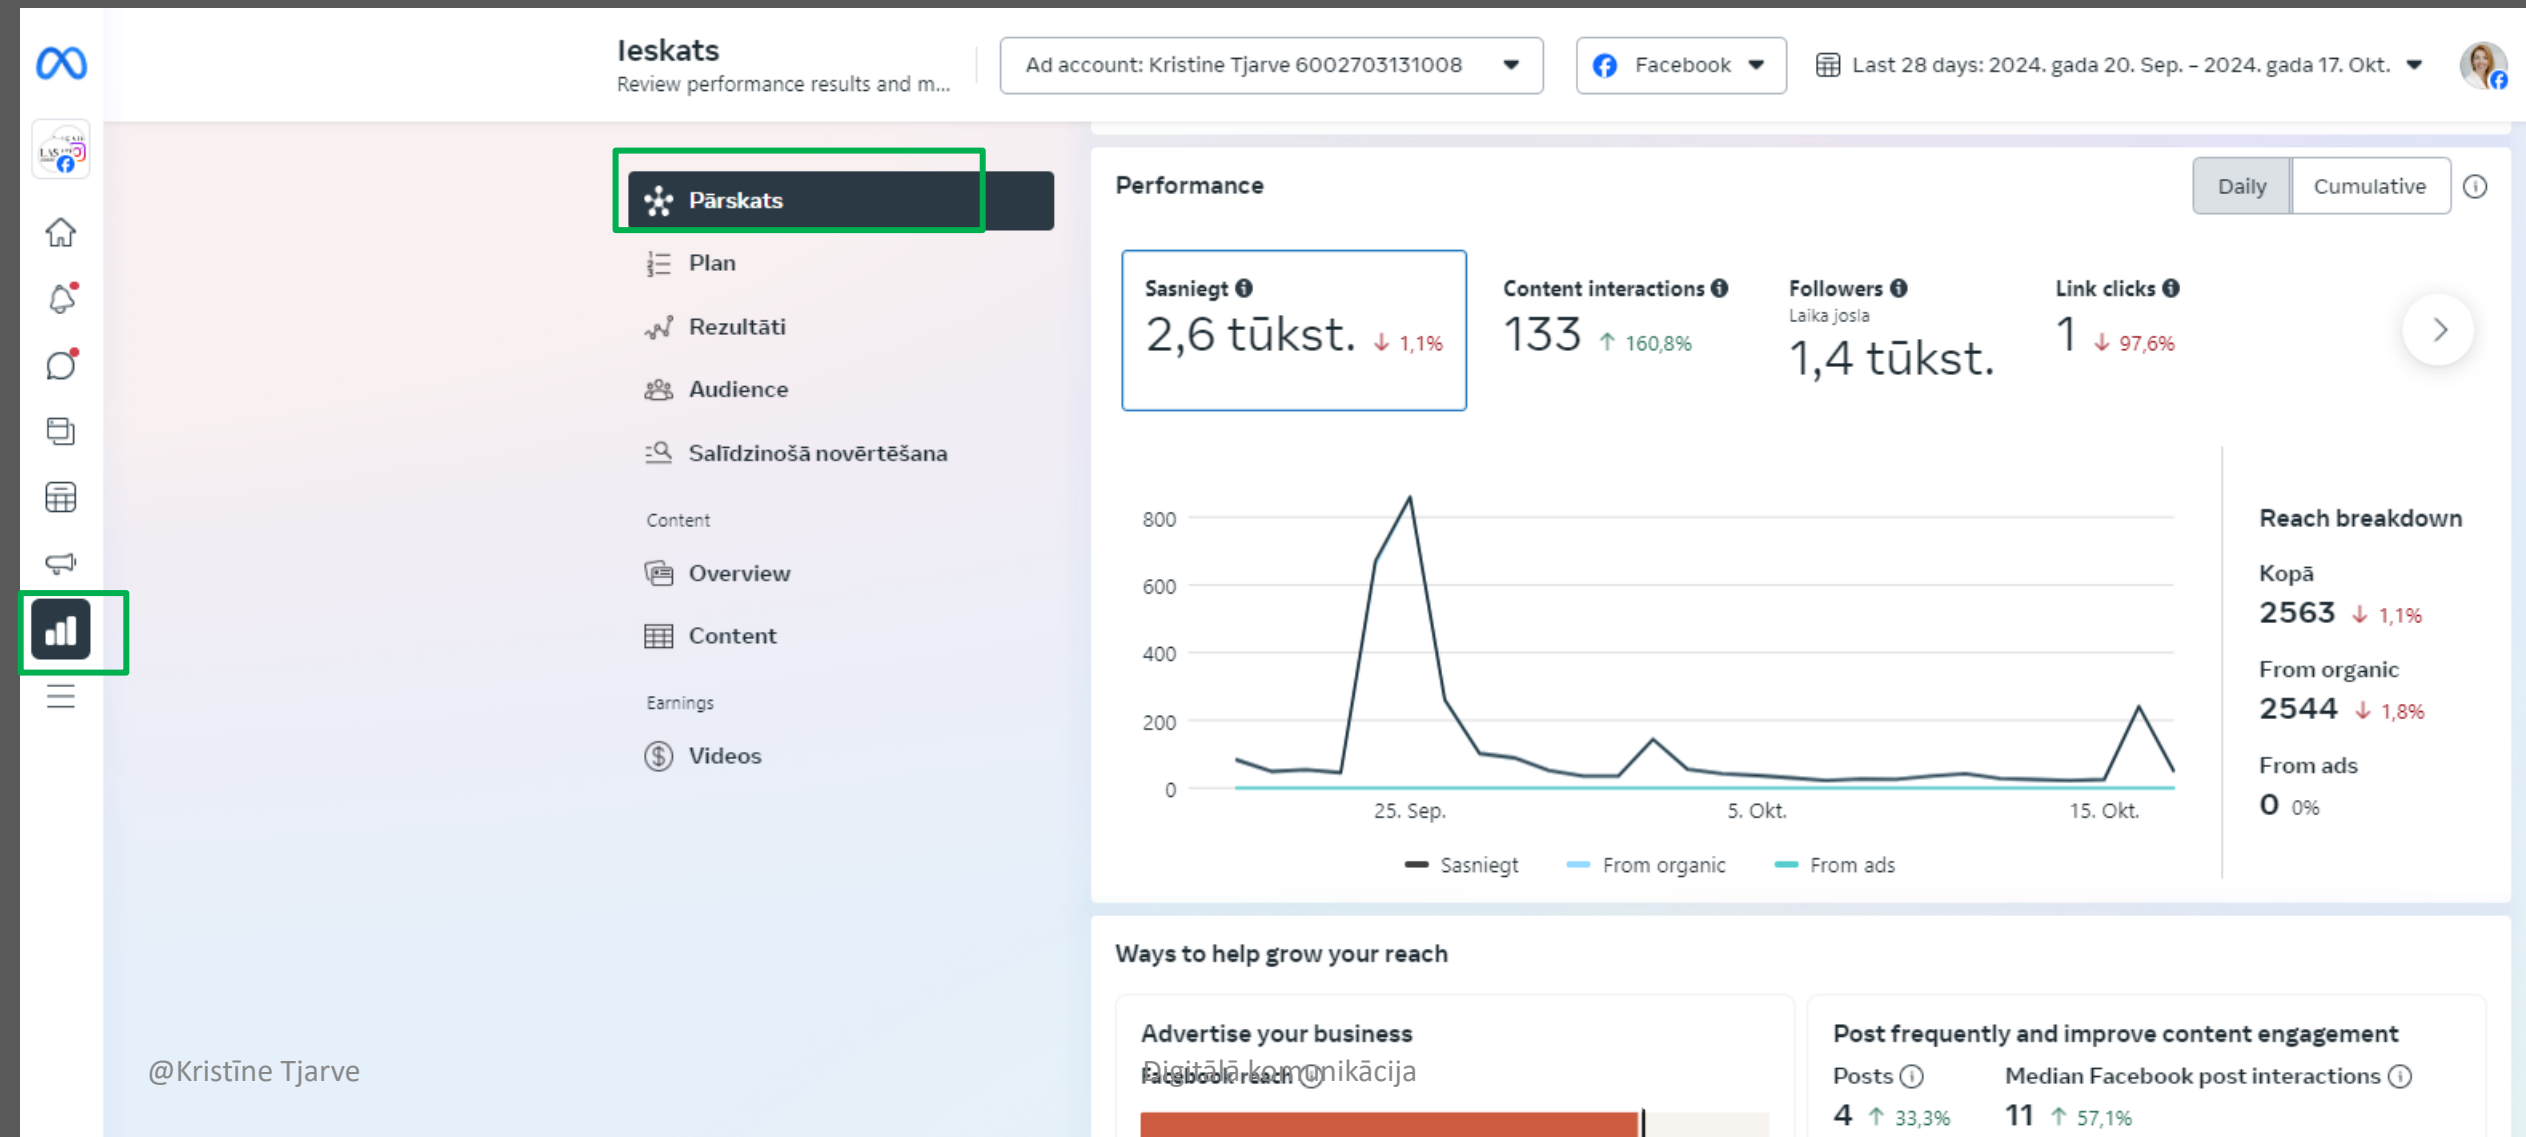 Ieskats
Review performance results and m...
Ad account: Kristine Tjarve 6002703131008
Facebook
Last 28 days: 2024. gada 20. Sep. – 2024. gada 17. Okt.
Pārskats
Plan
Rezultāti
Audience
Salīdzinošā novērtēšana
Content
Overview
Content
Earnings
Videos
Performance
Daily
Cumulative
Sasniegt
2,6 tūkst. ↓ 1,1%
Content interactions
133 ↑ 160,8%
Followers
Laika josla
1,4 tūkst.
Link clicks
1 ↓ 97,6%
800
600
400
200
0
25. Sep.
5. Okt.
15. Okt.
Sasniegt
From organic
From ads
Reach breakdown
Kopā
2563 ↓ 1,1%
From organic
2544 ↓ 1,8%
From ads
0 0%
Ways to help grow your reach
Advertise your business
Facebook reach
Post frequently and improve content engagement
Posts
4 ↑ 33,3%
Median Facebook post interactions
11 ↑ 57,1%
@Kristīne Tjarve
Digitālā komunikācija